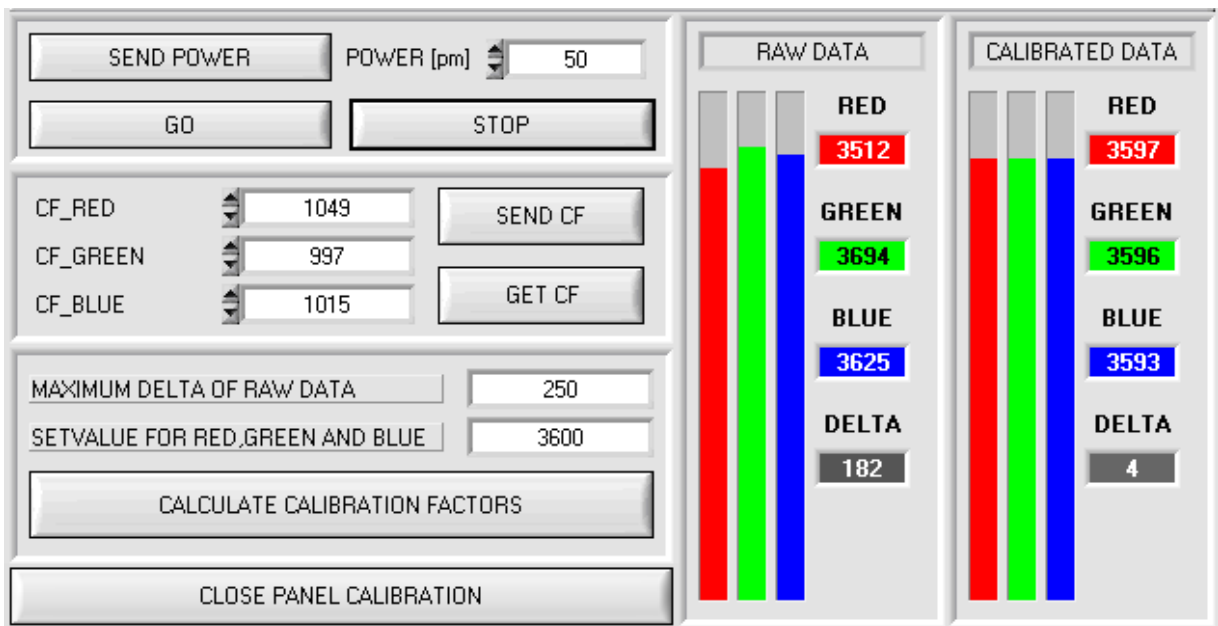 SEND POWER
POWER [pm]
50
GO
STOP
CF_RED
1049
SEND CF
CF_GREEN
997
CF_BLUE
1015
GET CF
MAXIMUM DELTA OF RAW DATA
250
SETVALUE FOR RED,GREEN AND BLUE
3600
CALCULATE CALIBRATION FACTORS
CLOSE PANEL CALIBRATION
RAW DATA
RED
3512
GREEN
3694
BLUE
3625
DELTA
182
CALIBRATED DATA
RED
3597
GREEN
3596
BLUE
3593
DELTA
4